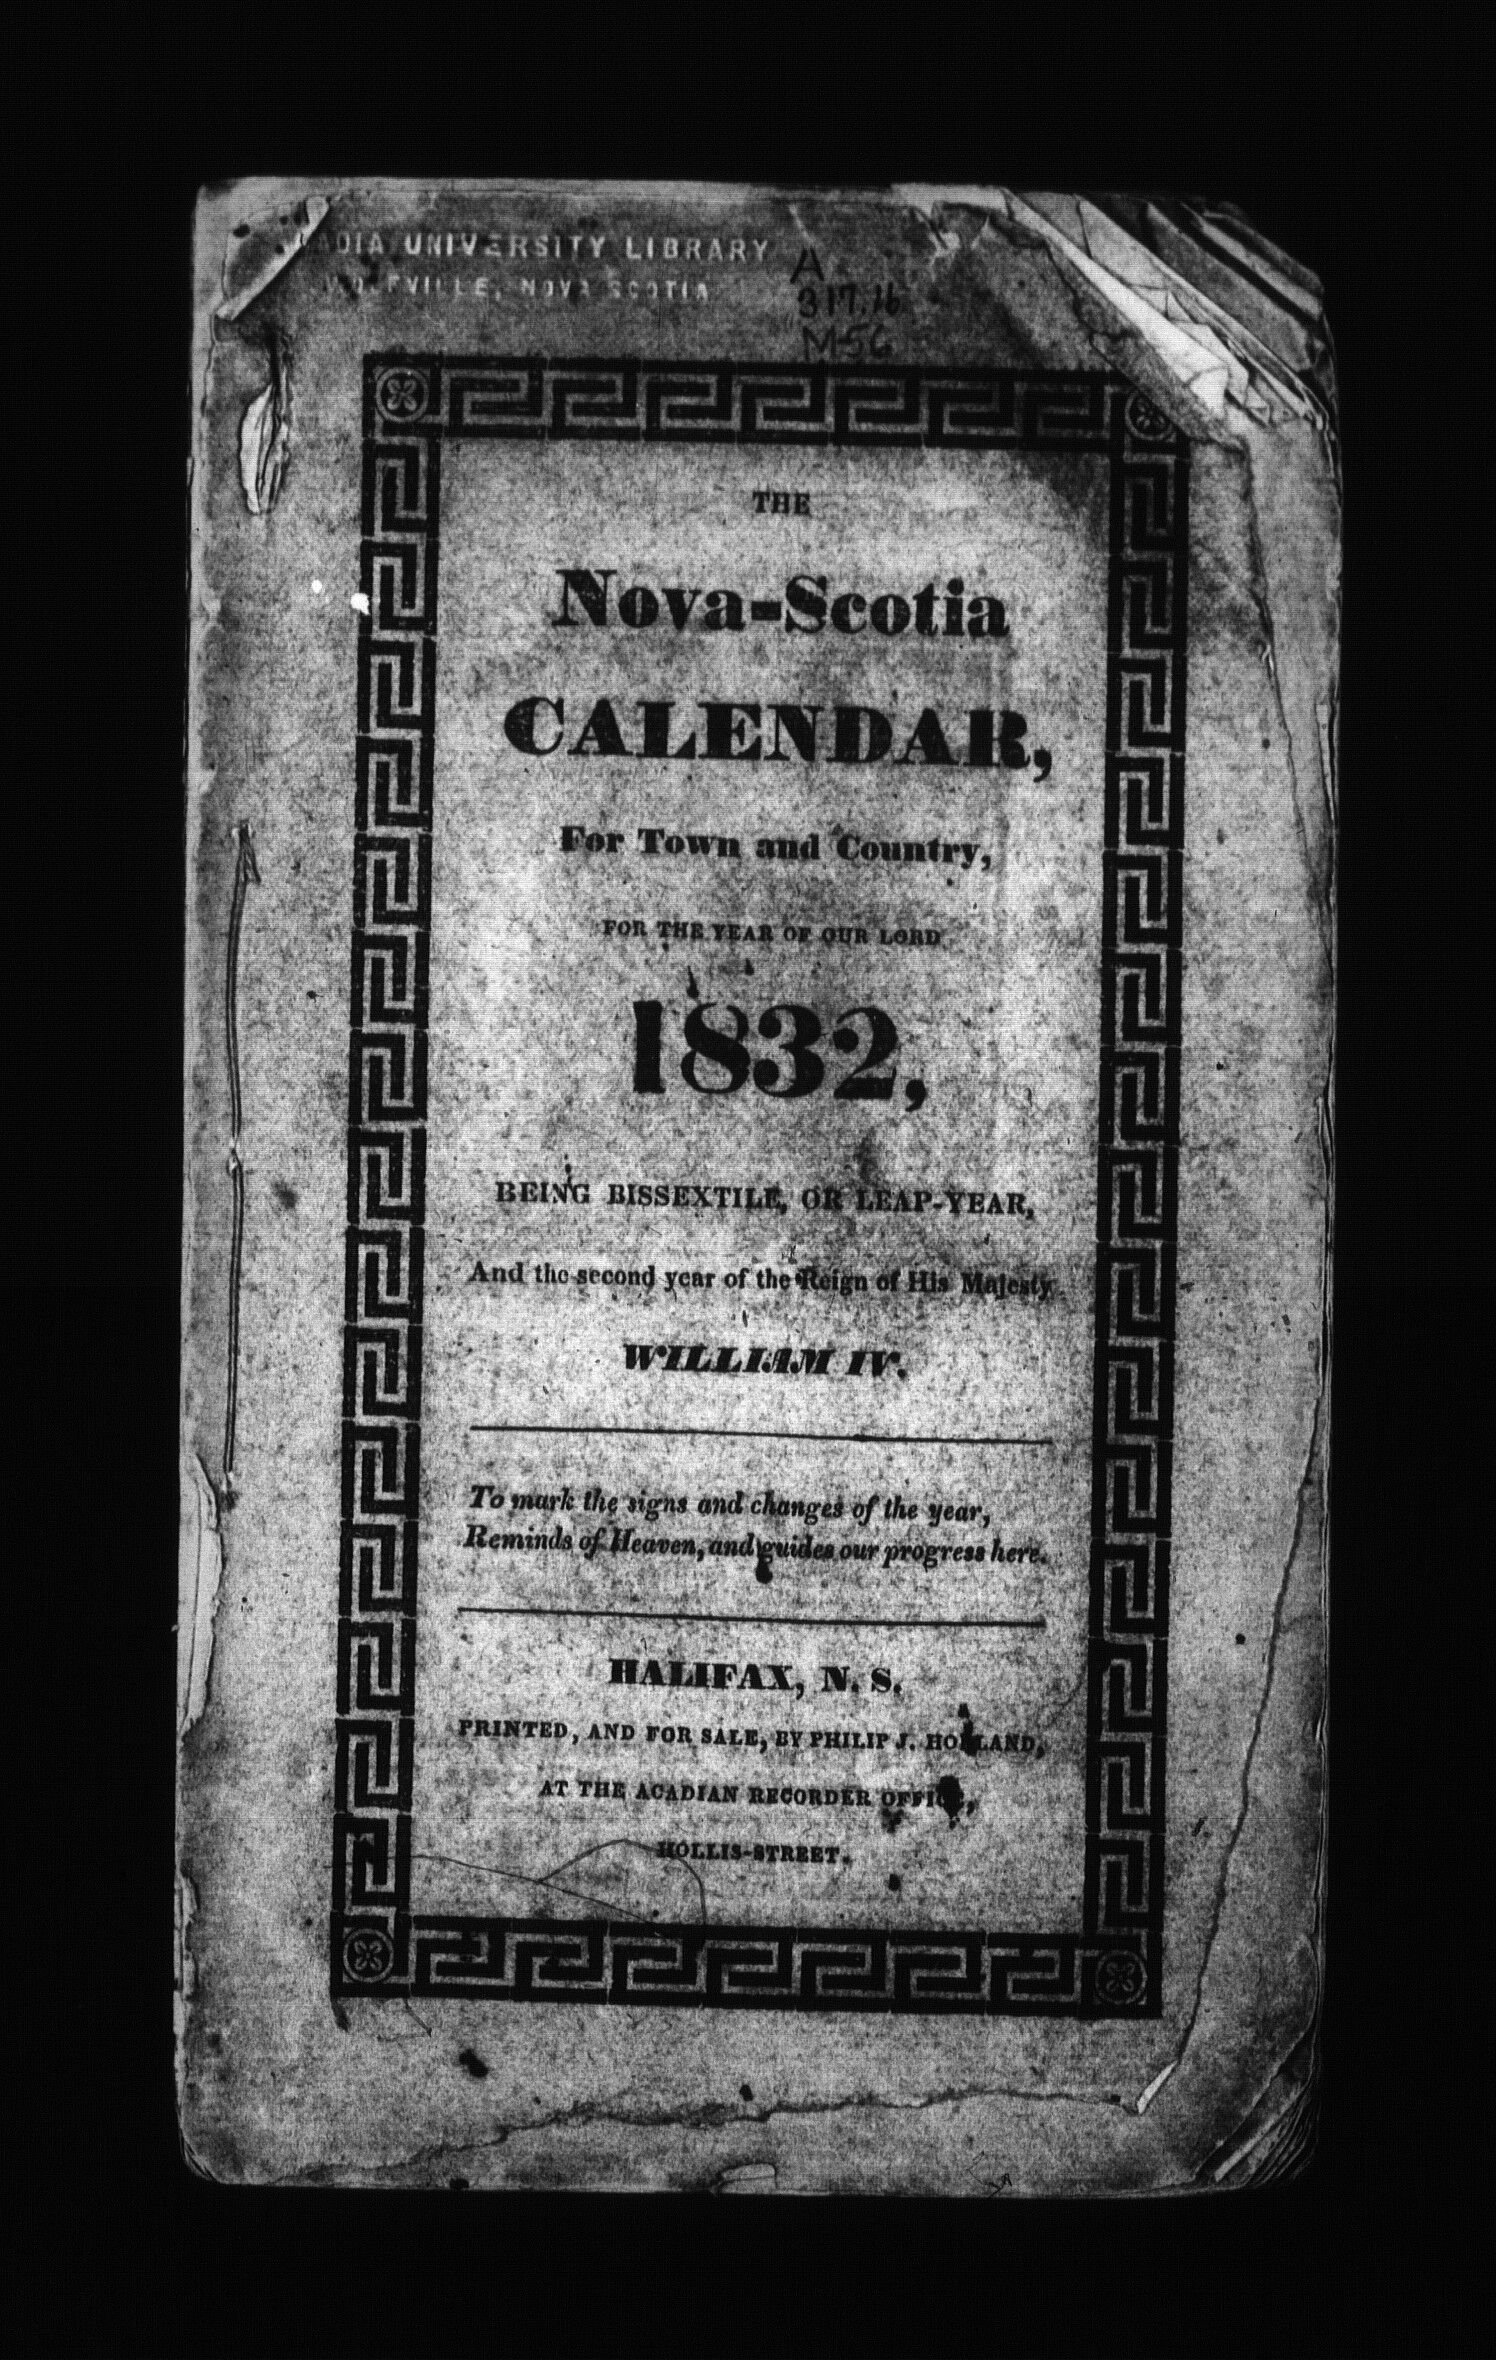 ADIA UNIVERSITY LIBRARY
WOLFVILLE, NOVA SCOTIA
A
317.16
M56
THE
Nova-Scotia
CALENDAR,
For Town and Country,
FOR THE YEAR OF OUR LORD
1832,
BEING BISSEXTILE, OR LEAP-YEAR,
And the second year of the Reign of His Majesty
WILLIAM IV.
To mark the signs and changes of the year,
Reminds of Heaven, and guides our progress here.
HALIFAX, N. S.
PRINTED, AND FOR SALE, BY PHILIP J. HOLLAND,
AT THE ACADIAN RECORDER OFFICE,
HOLLIS-STREET.